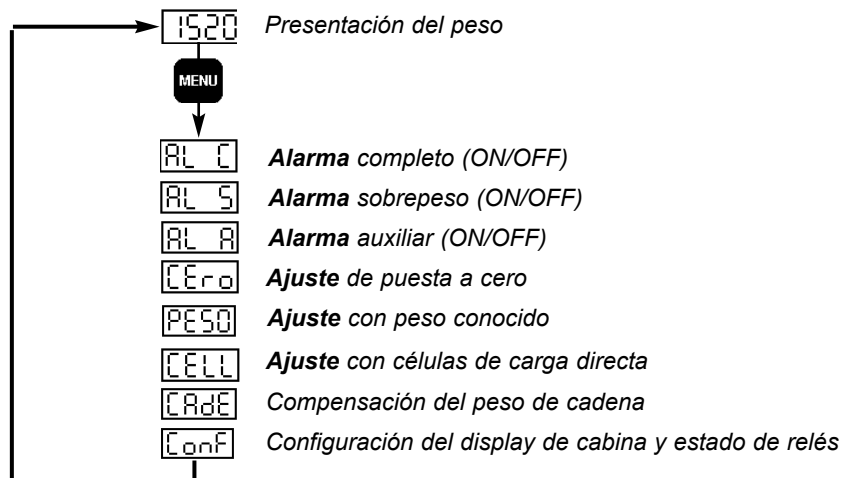 1520 Presentación del peso
MENU
AL C Alarma completo (ON/OFF)
AL S Alarma sobrepeso (ON/OFF)
AL A Alarma auxiliar (ON/OFF)
CEro Ajuste de puesta a cero
PESO Ajuste con peso conocido
CELL Ajuste con células de carga directa
CAdE Compensación del peso de cadena
ConF Configuración del display de cabina y estado de relés